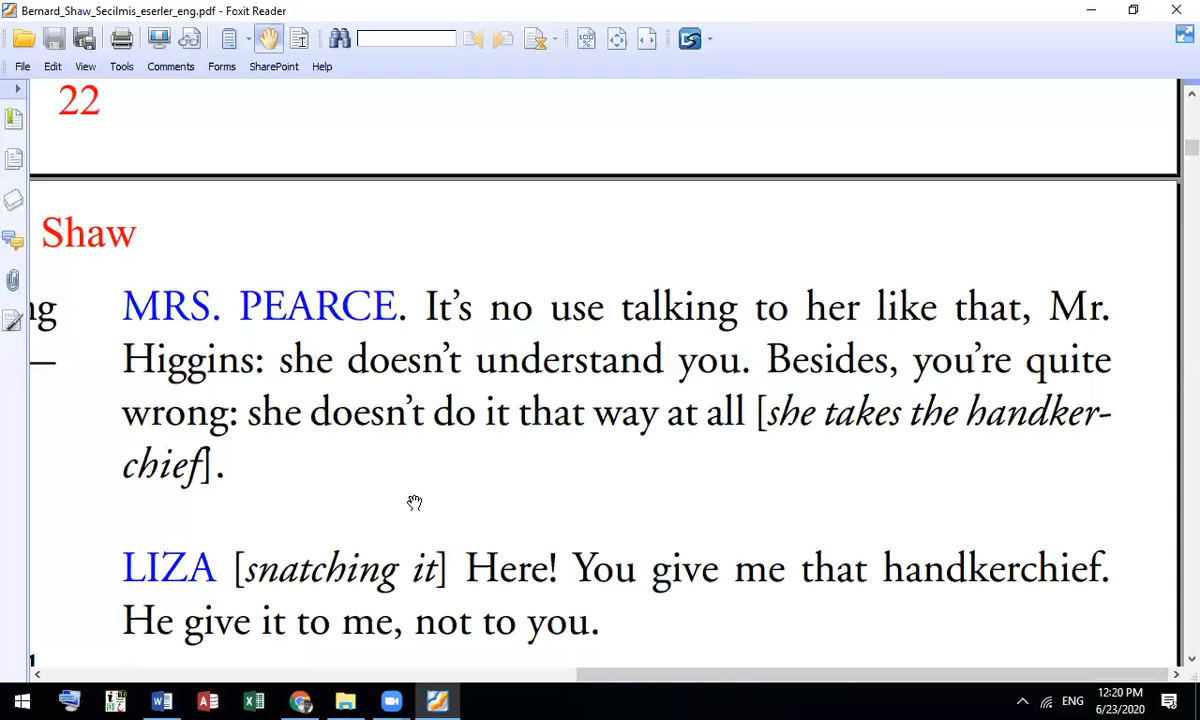 Bernard_Shaw_Secilmis_eserler_eng.pdf - Foxit Reader
File Edit View Tools Comments Forms SharePoint Help
22
Shaw
MRS. PEARCE. It’s no use talking to her like that, Mr.
Higgins: she doesn’t understand you. Besides, you’re quite
wrong: she doesn’t do it that way at all [she takes the handker-
chief].
LIZA [snatching it] Here! You give me that handkerchief.
He give it to me, not to you.
ENG
12:20 PM
6/23/2020